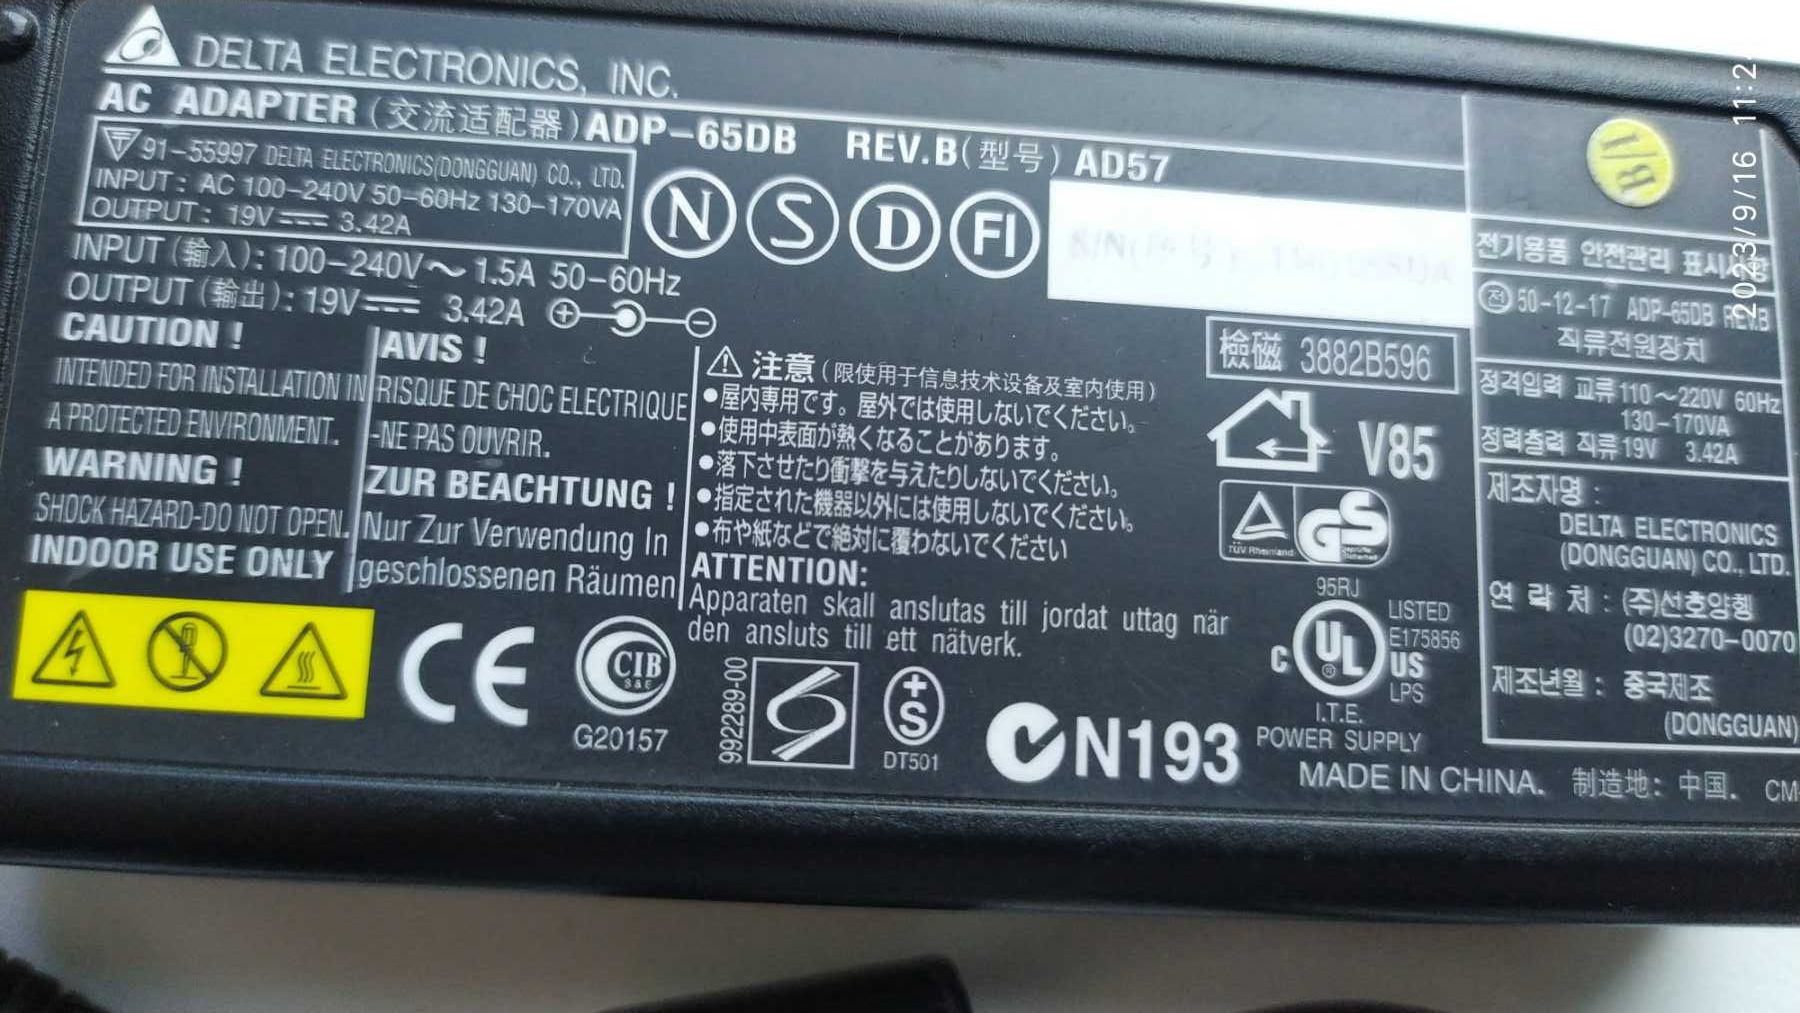 DELTA ELECTRONICS, INC.
AC ADAPTER (交流适配器) ADP-65DB REV.B (型号) AD57
91-55997 DELTA ELECTRONICS(DONGGUAN) CO., LTD.
INPUT: AC 100-240V 50-60Hz 130-170VA
OUTPUT: 19V 3.42A
INPUT (输入): 100-240V~ 1.5A 50-60Hz
OUTPUT (输出): 19V 3.42A
N S D FI
CAUTION !
INTENDED FOR INSTALLATION IN
A PROTECTED ENVIRONMENT.
WARNING !
SHOCK HAZARD-DO NOT OPEN.
INDOOR USE ONLY
AVIS !
RISQUE DE CHOC ELECTRIQUE
-NE PAS OUVRIR.
ZUR BEACHTUNG !
Nur Zur Verwendung In
geschlossenen Räumen
注意 (限使用于信息技术设备及室内使用)
●屋内専用です。屋外では使用しないでください。
●使用中表面が熱くなることがあります。
●落下させたり衝撃を与えたりしないでください。
●指定された機器以外には使用しないでください。
●布や紙などで絶対に覆わないでください
ATTENTION:
Apparaten skall anslutas till jordat uttag när
den ansluts till ett nätverk.
檢磁 3882B596
V85
TÜV Rheinland
GS
geprüfte Sicherheit
95RJ
C UL US
LISTED
E175856
LPS
I.T.E.
POWER SUPPLY
CE
CIB
S&E
G20157
992289-00
+S
DT501
N193
MADE IN CHINA. 制造地: 中国. CM-
B/1
전기용품 안전관리 표시사항
전 50-12-17 ADP-65DB REV.B
직류전원장치
정격입력 교류 110~220V 60Hz
130-170VA
정력출력 직류 19V 3.42A
제조자명 :
DELTA ELECTRONICS
(DONGGUAN) CO., LTD.
연 락 처 : (주)선호양행
(02)3270-0070
제조년월 : 중국제조
(DONGGUAN)
2023/9/16 11:2